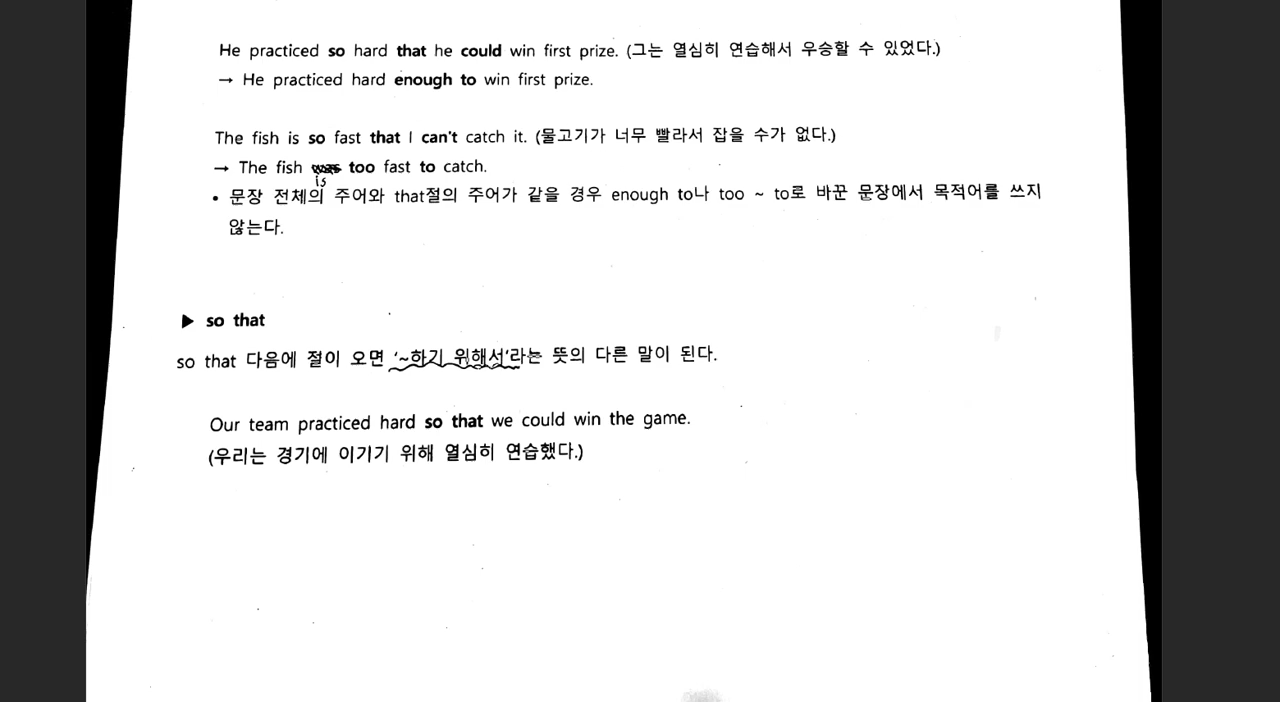 He practiced so hard that he could win first prize. (그는 열심히 연습해서 우승할 수 있었다.)
→ He practiced hard enough to win first prize.
The fish is so fast that I can't catch it. (물고기가 너무 빨라서 잡을 수가 없다.)
→ The fish is too fast to catch.
• 문장 전체의 주어와 that절의 주어가 같을 경우 enough to나 too ~ to로 바꾼 문장에서 목적어를 쓰지
않는다.
▶ so that
so that 다음에 절이 오면 '~하기 위해서'라는 뜻의 다른 말이 된다.
Our team practiced hard so that we could win the game.
(우리는 경기에 이기기 위해 열심히 연습했다.)